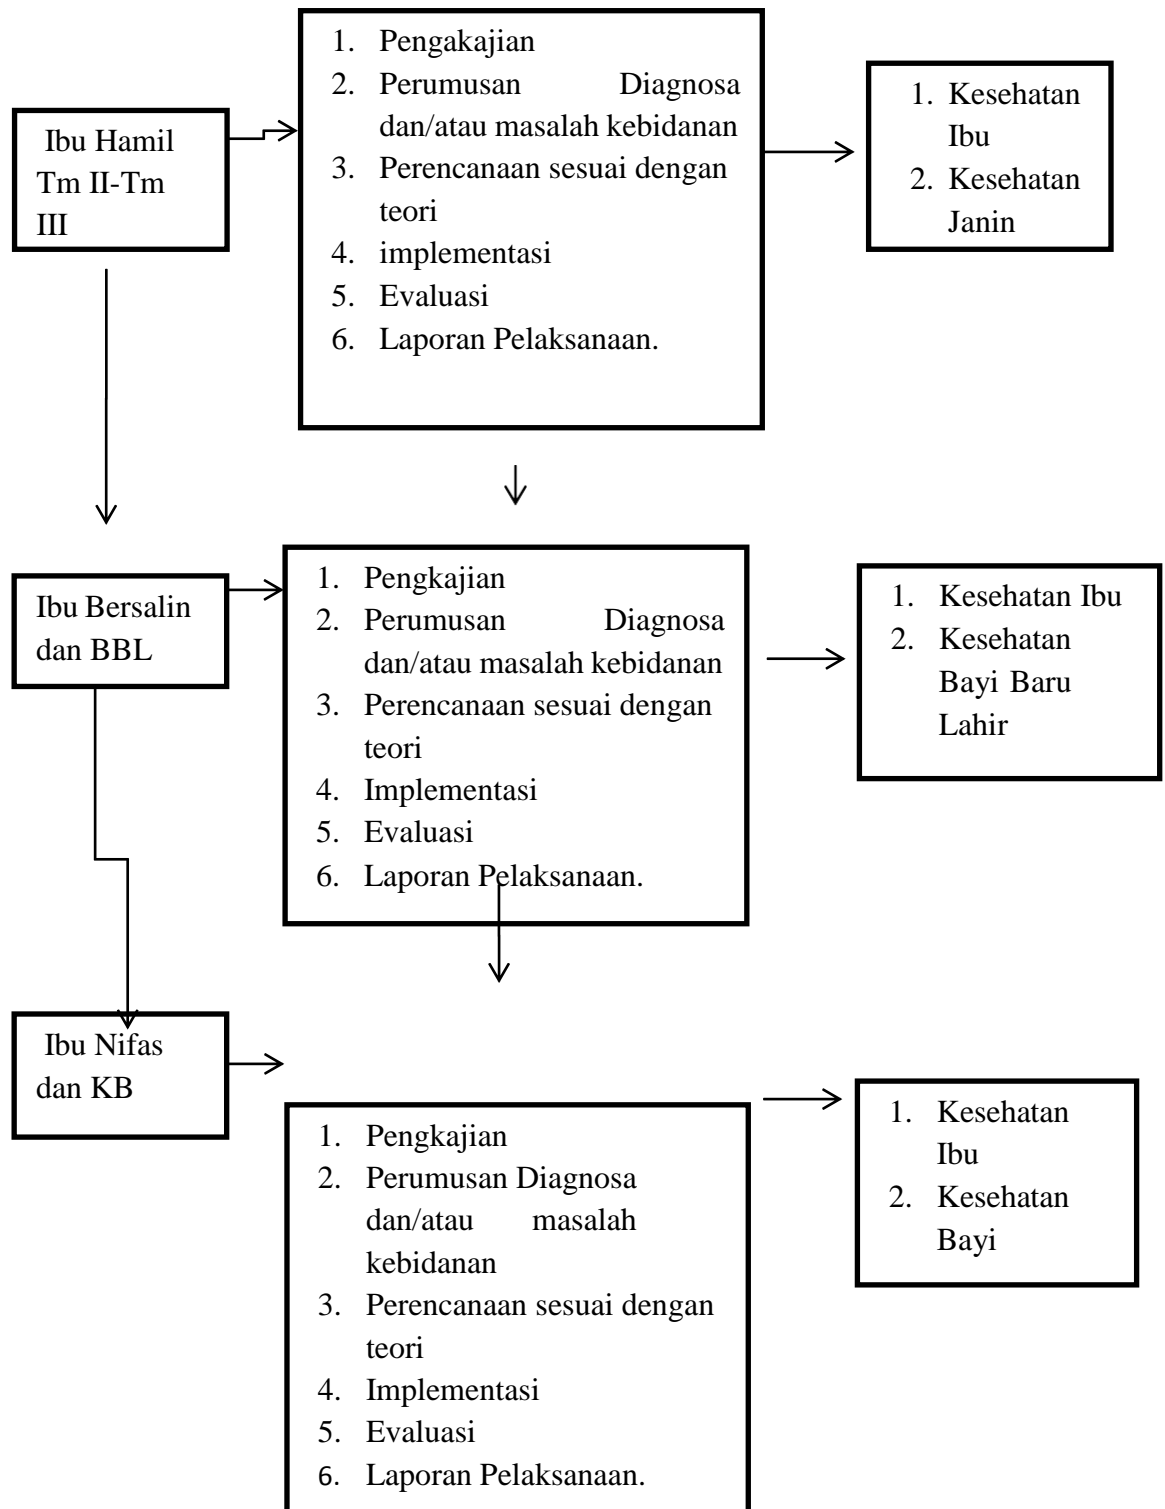 Ibu Hamil
Tm II-Tm
III
1. Pengakajian
2. Perumusan Diagnosa
dan/atau masalah kebidanan
3. Perencanaan sesuai dengan
teori
4. implementasi
5. Evaluasi
6. Laporan Pelaksanaan.
1. Kesehatan
Ibu
2. Kesehatan
Janin
Ibu Bersalin
dan BBL
1. Pengkajian
2. Perumusan Diagnosa
dan/atau masalah kebidanan
3. Perencanaan sesuai dengan
teori
4. Implementasi
5. Evaluasi
6. Laporan Pelaksanaan.
1. Kesehatan Ibu
2. Kesehatan
Bayi Baru
Lahir
Ibu Nifas
dan KB
1. Pengkajian
2. Perumusan Diagnosa
dan/atau masalah
kebidanan
3. Perencanaan sesuai dengan
teori
4. Implementasi
5. Evaluasi
6. Laporan Pelaksanaan.
1. Kesehatan
Ibu
2. Kesehatan
Bayi